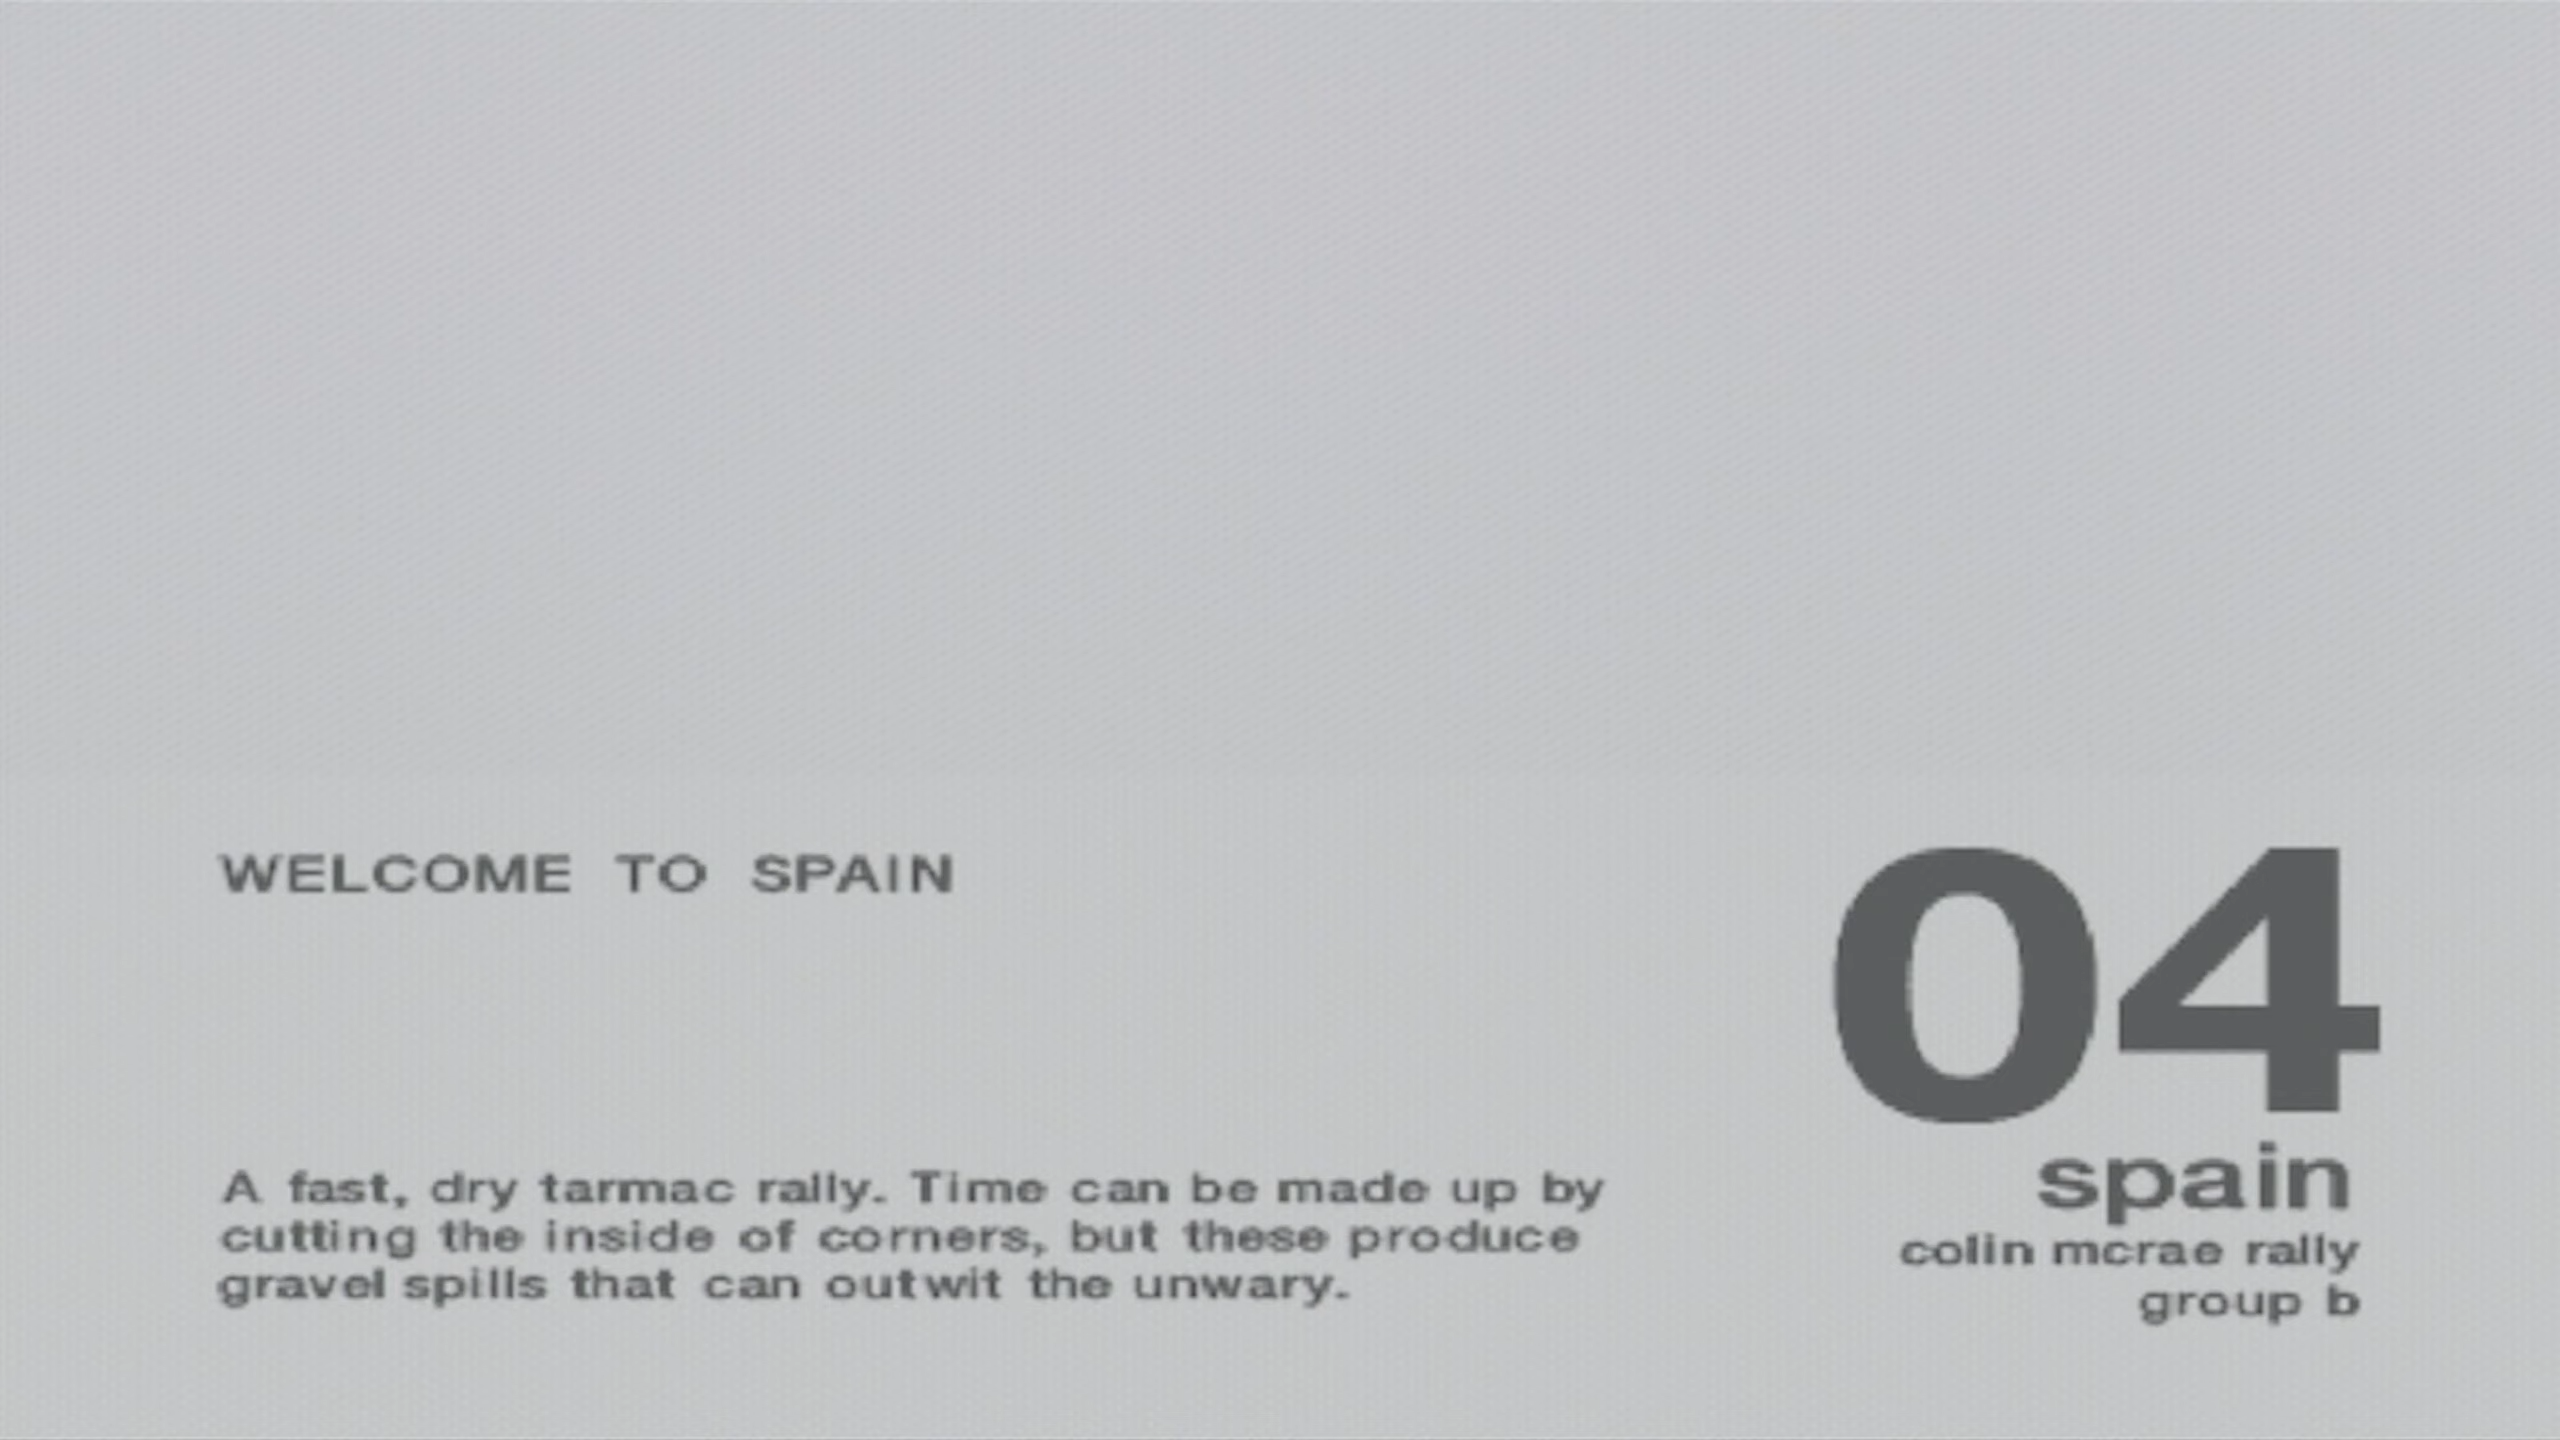 WELCOME TO SPAIN
A fast, dry tarmac rally. Time can be made up by
cutting the inside of corners, but these produce
gravel spills that can outwit the unwary.
04
spain
colin mcrae rally
group b